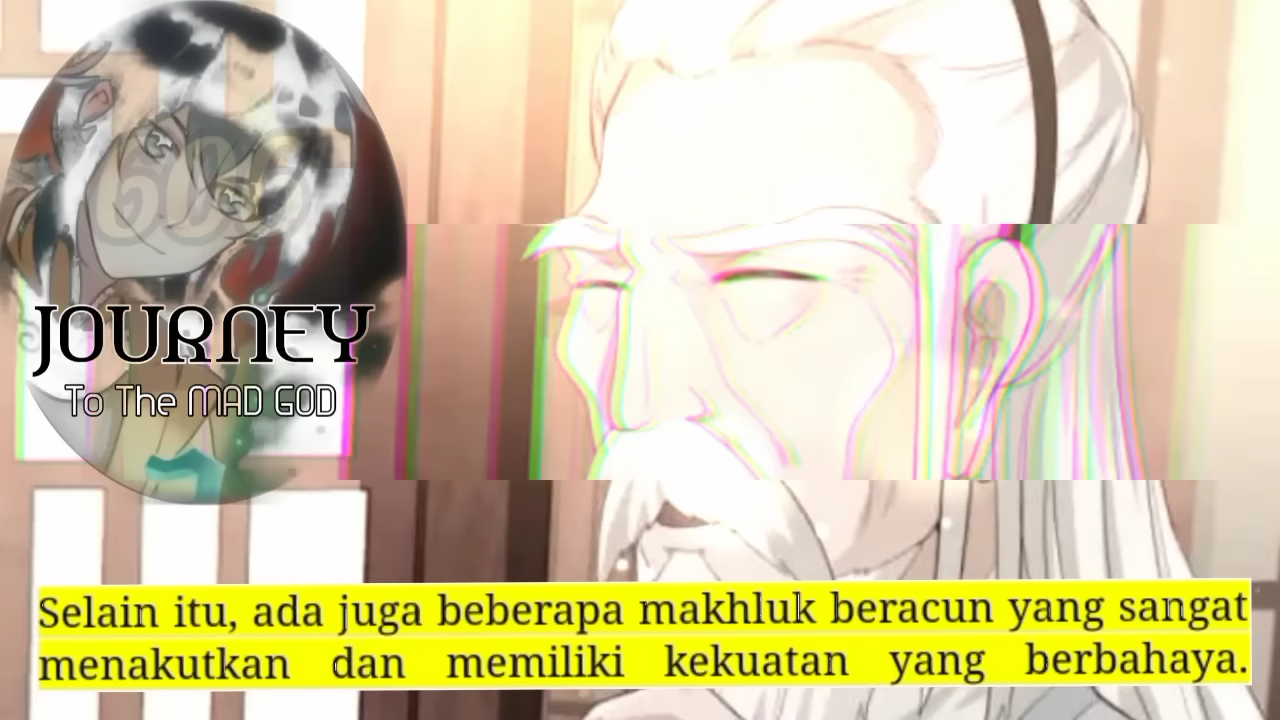 JOURNEY
To The MAD GOD
Selain itu, ada juga beberapa makhluk beracun yang sangat
menakutkan dan memiliki kekuatan yang berbahaya.